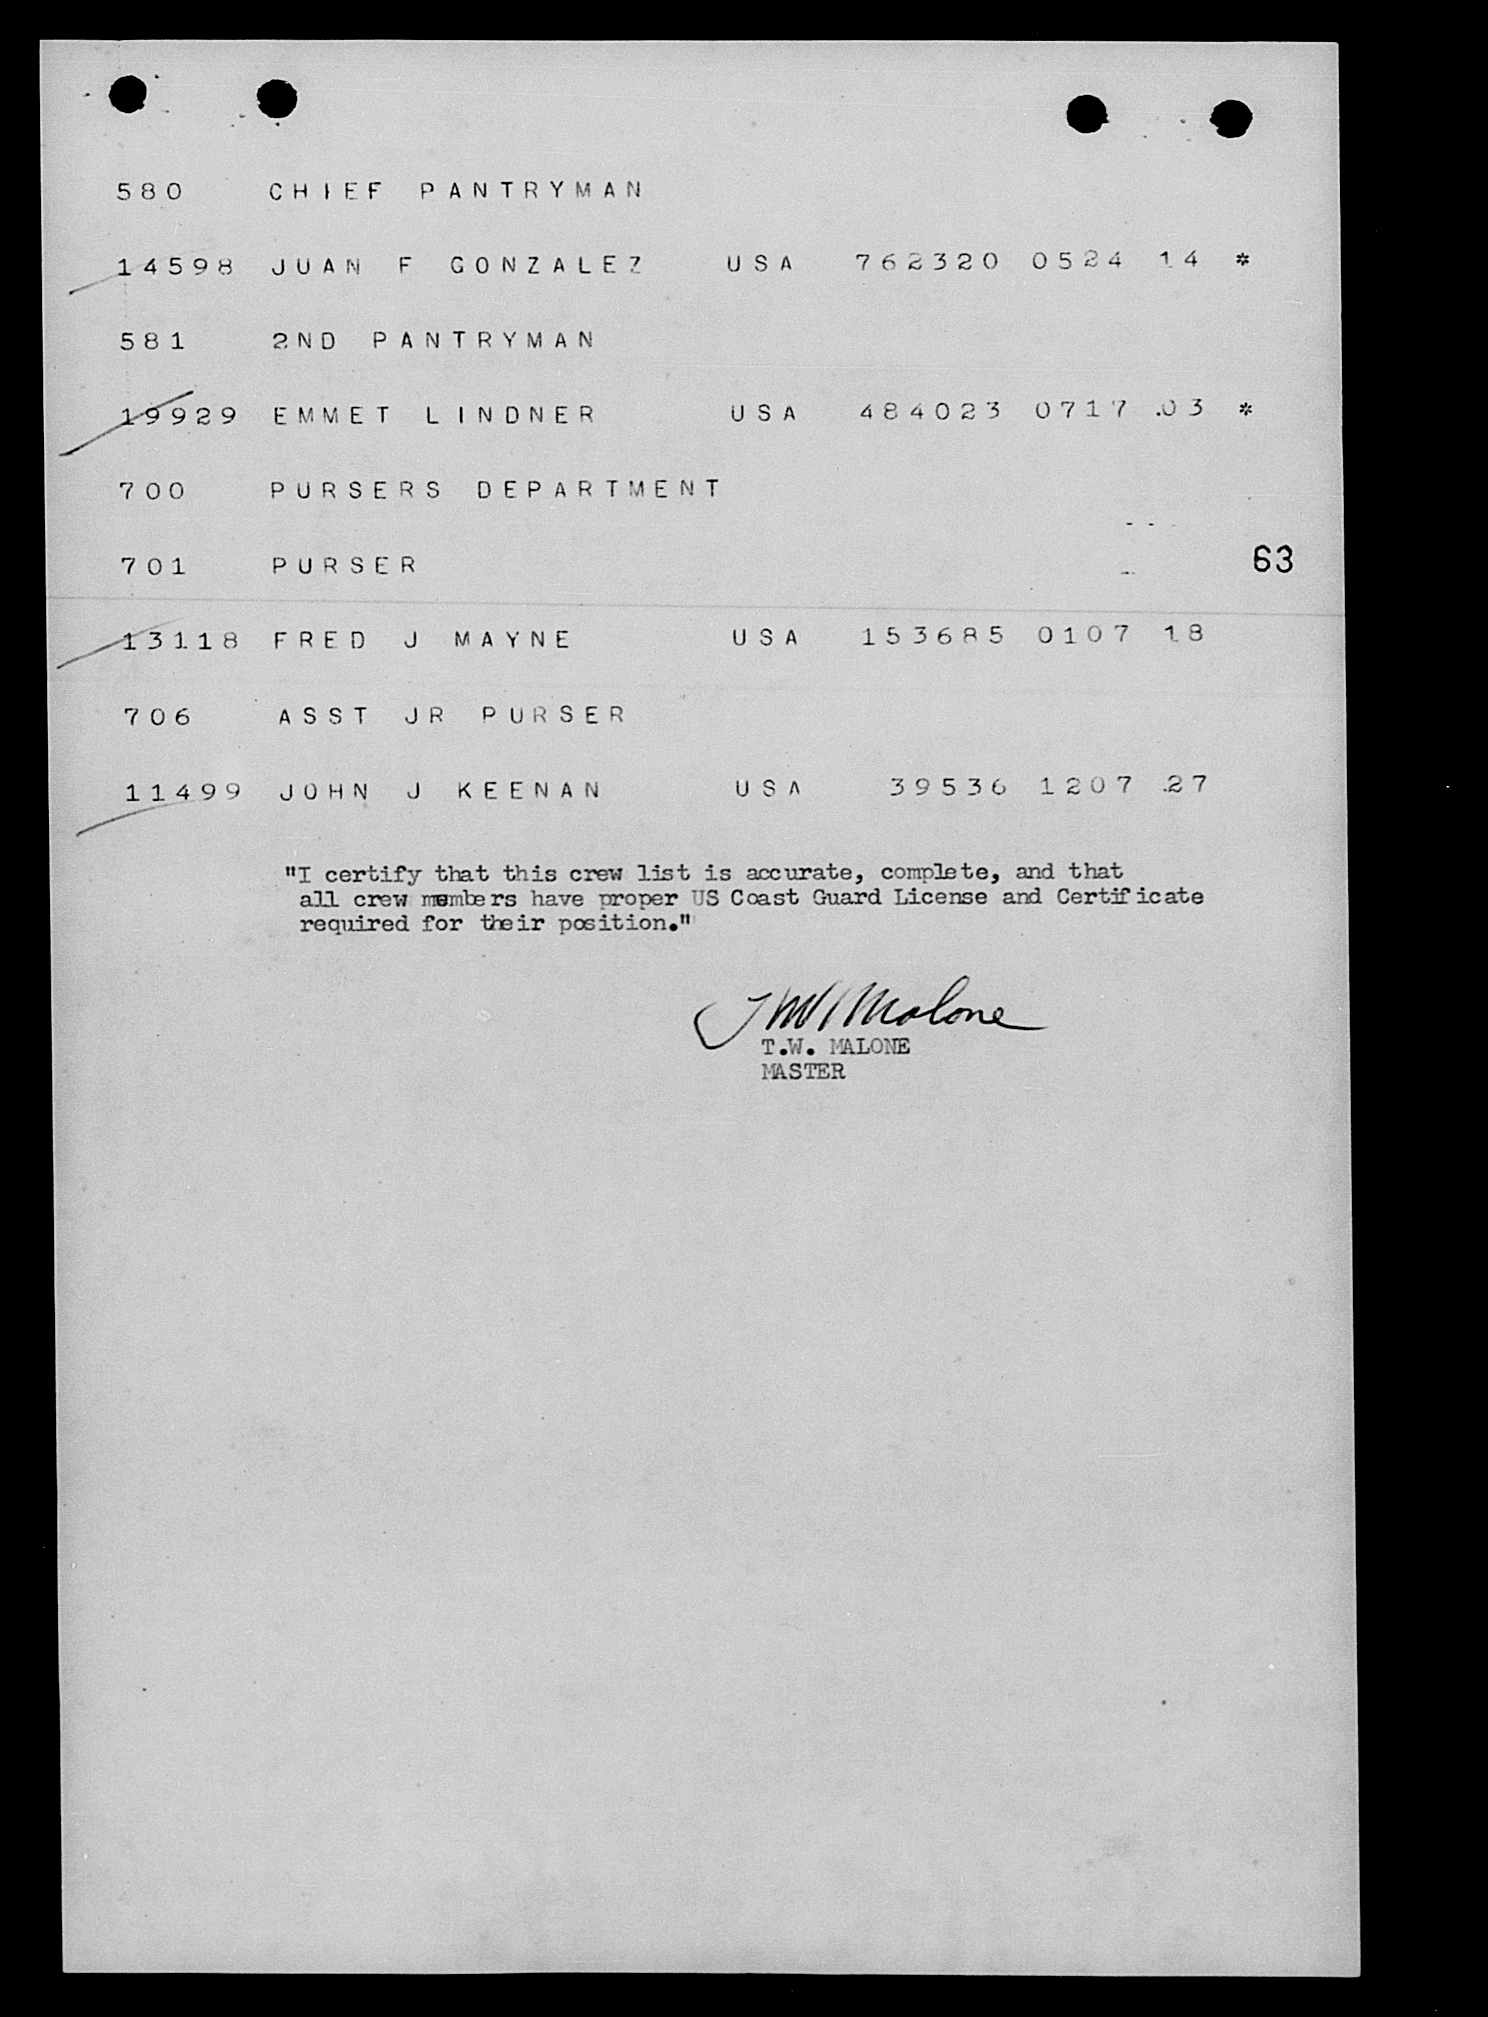 580 CHIEF PANTRYMAN
14598 JUAN F GONZALEZ USA 762320 0524 14 *
581 2ND PANTRYMAN
19929 EMMET LINDNER USA 484023 0717 03 *
700 PURSERS DEPARTMENT
701 PURSER
63
13118 FRED J MAYNE USA 153685 0107 18
706 ASST JR PURSER
11499 JOHN J KEENAN USA 39536 1207 27
"I certify that this crew list is accurate, complete, and that
all crew members have proper US Coast Guard License and Certificate
required for their position."
T W Malone
T.W. MALONE
MASTER